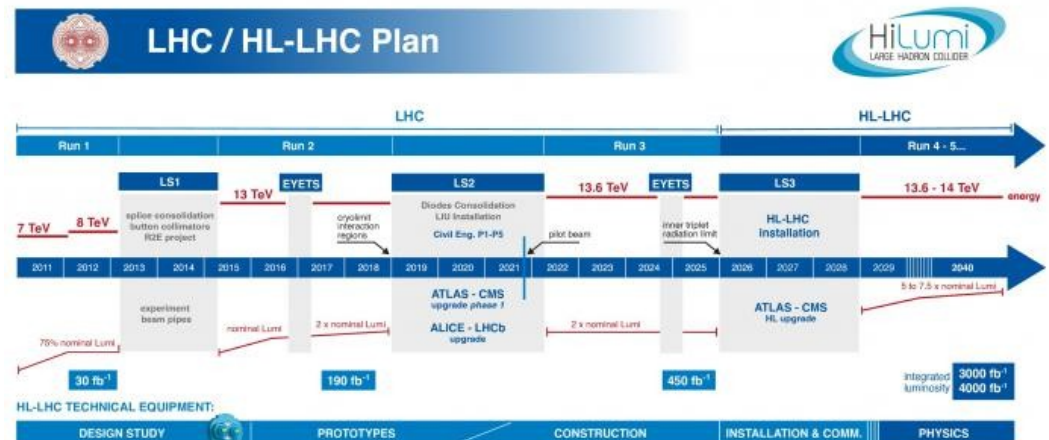 LHC / HL-LHC Plan
HiLumi
LARGE HADRON COLLIDER
LHC
HL-LHC
Run 1
Run 2
Run 3
Run 4 - 5...
LS1
EYETS
LS2
EYETS
LS3
7 TeV
8 TeV
13 TeV
13.6 TeV
13.6 - 14 TeV
energy
splice consolidation
button collimators
R2E project
cryolimit
interaction
regions
Diodes Consolidation
LIU Installation
Civil Eng. P1-P5
pilot beam
inner triplet
radiation limit
HL-LHC
installation
2011 2012 2013 2014 2015 2016 2017 2018 2019 2020 2021 2022 2023 2024 2025 2026 2027 2028 2029 2040
experiment
beam pipes
75% nominal Lumi
nominal Lumi
2 x nominal Lumi
ATLAS - CMS
upgrade phase 1
ALICE - LHCb
upgrade
2 x nominal Lumi
ATLAS - CMS
HL upgrade
5 to 7.5 x nominal Lumi
30 fb⁻¹
190 fb⁻¹
450 fb⁻¹
integrated
luminosity
3000 fb⁻¹
4000 fb⁻¹
HL-LHC TECHNICAL EQUIPMENT:
DESIGN STUDY
PROTOTYPES
CONSTRUCTION
INSTALLATION & COMM.
PHYSICS